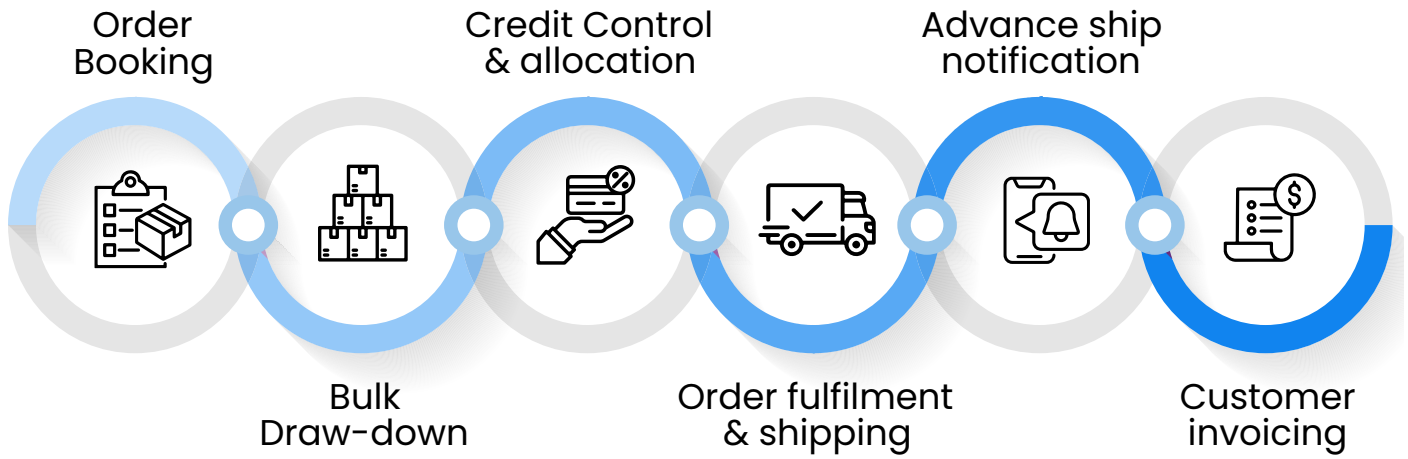 Order
Booking
Bulk
Draw-down
Credit Control
& allocation
Order fulfilment
& shipping
Advance ship
notification
Customer
invoicing
$
%